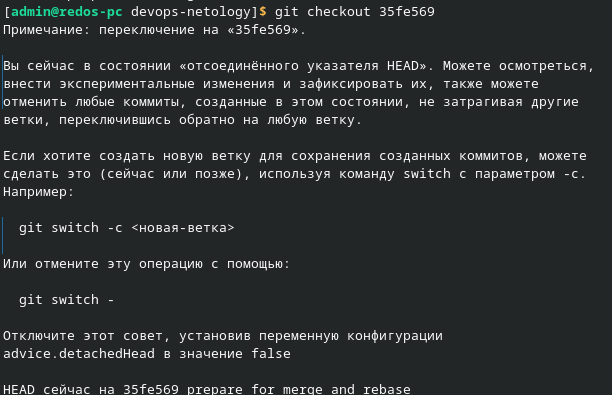 [admin@redos-pc devops-netology]$ git checkout 35fe569
Примечание: переключение на «35fe569».
Вы сейчас в состоянии «отсоединённого указателя HEAD». Можете осмотреться,
внести экспериментальные изменения и зафиксировать их, также можете
отменить любые коммиты, созданные в этом состоянии, не затрагивая другие
ветки, переключившись обратно на любую ветку.
Если хотите создать новую ветку для сохранения созданных коммитов, можете
сделать это (сейчас или позже), используя команду switch с параметром -c.
Например:
git switch -c <новая-ветка>
Или отмените эту операцию с помощью:
git switch -
Отключите этот совет, установив переменную конфигурации
advice.detachedHead в значение false
HEAD сейчас на 35fe569 prepare for merge and rebase